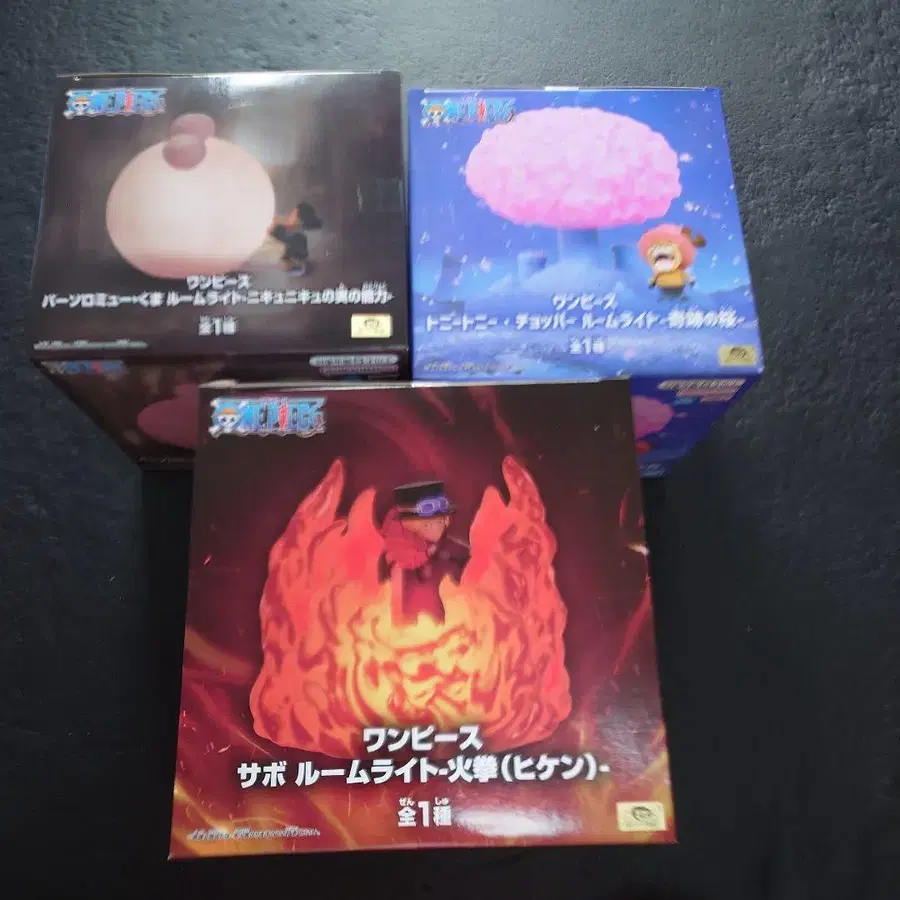 ONE PIECE
ワンピース
バーソロミュー・くま ルームライト-ニキュニキュの実の能力-
全1種
ONE PIECE
ワンピース
トニートニー・チョッパー ルームライト-奇跡の桜-
全1種
ONE PIECE
ワンピース
サボ ルームライト-火拳(ヒケン)-
ぜん しゅ
全1種